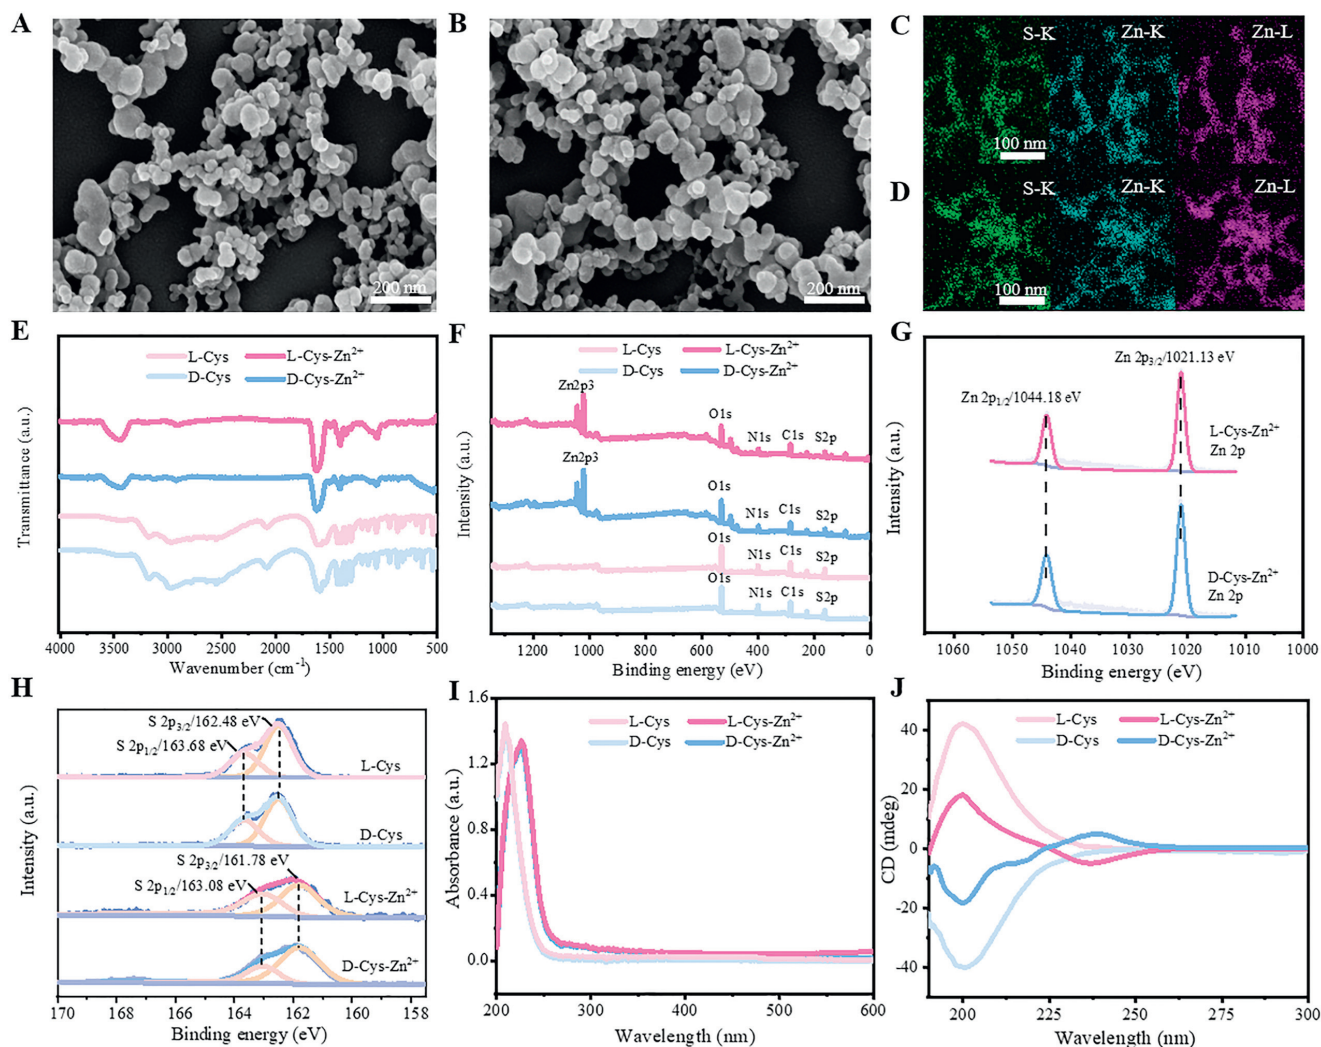 A
200 nm
B
200 nm
C
S-K
Zn-K
Zn-L
100 nm
D
S-K
Zn-K
Zn-L
100 nm
E
L-Cys
L-Cys-Zn²⁺
D-Cys
D-Cys-Zn²⁺
Transmittance (a.u.)
4000 3500 3000 2500 2000 1500 1000 500
Wavenumber (cm⁻¹)
F
L-Cys
L-Cys-Zn²⁺
D-Cys
D-Cys-Zn²⁺
Zn2p3
O1s
N1s
C1s
S2p
Zn2p3
O1s
N1s
C1s
S2p
O1s
N1s
C1s
S2p
O1s
N1s
C1s
S2p
Intensity (a.u.)
1200 1000 800 600 400 200 0
Binding energy (eV)
G
Zn 2p₃/₂/1021.13 eV
Zn 2p₁/₂/1044.18 eV
L-Cys-Zn²⁺
Zn 2p
D-Cys-Zn²⁺
Zn 2p
Intensity (a.u.)
1060 1050 1040 1030 1020 1010 1000
Binding energy (eV)
H
S 2p₃/₂/162.48 eV
S 2p₁/₂/163.68 eV
L-Cys
D-Cys
S 2p₃/₂/161.78 eV
S 2p₁/₂/163.08 eV
L-Cys-Zn²⁺
D-Cys-Zn²⁺
Intensity (a.u.)
170 168 166 164 162 160 158
Binding energy (eV)
I
L-Cys
L-Cys-Zn²⁺
D-Cys
D-Cys-Zn²⁺
Absorbance (a.u.)
1.6
1.2
0.8
0.4
0.0
200 300 400 500 600
Wavelength (nm)
J
L-Cys
L-Cys-Zn²⁺
D-Cys
D-Cys-Zn²⁺
CD (mdeg)
40
20
0
-20
-40
200 225 250 275 300
Wavelength (nm)